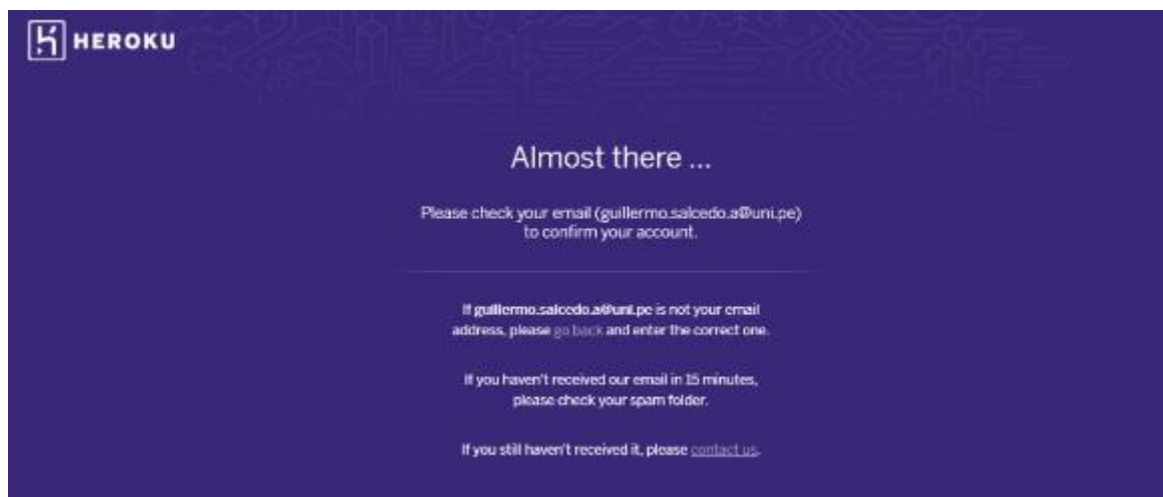 HEROKU
Almost there ...
Please check your email (guillermo.salcedo.a@uni.pe)
to confirm your account.
If guillermo.salcedo.a@uni.pe is not your email
address, please go back and enter the correct one.
If you haven't received our email in 15 minutes,
please check your spam folder.
If you still haven't received it, please contact us.